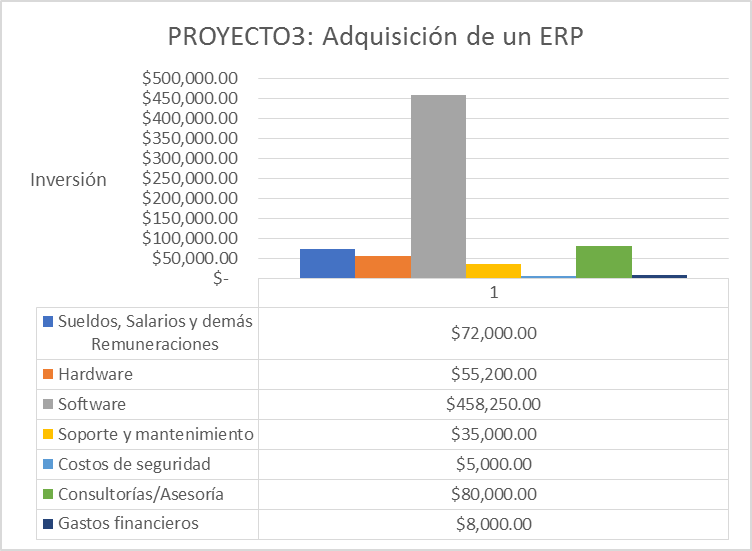 PROYECTO3: Adquisición de un ERP
$500,000.00
$450,000.00
$400,000.00
$350,000.00
$300,000.00
$250,000.00
$200,000.00
$150,000.00
$100,000.00
$50,000.00
$-
Inversión
1
Sueldos, Salarios y demás
Remuneraciones
$72,000.00
Hardware $55,200.00
Software $458,250.00
Soporte y mantenimiento $35,000.00
Costos de seguridad $5,000.00
Consultorías/Asesoría $80,000.00
Gastos financieros $8,000.00